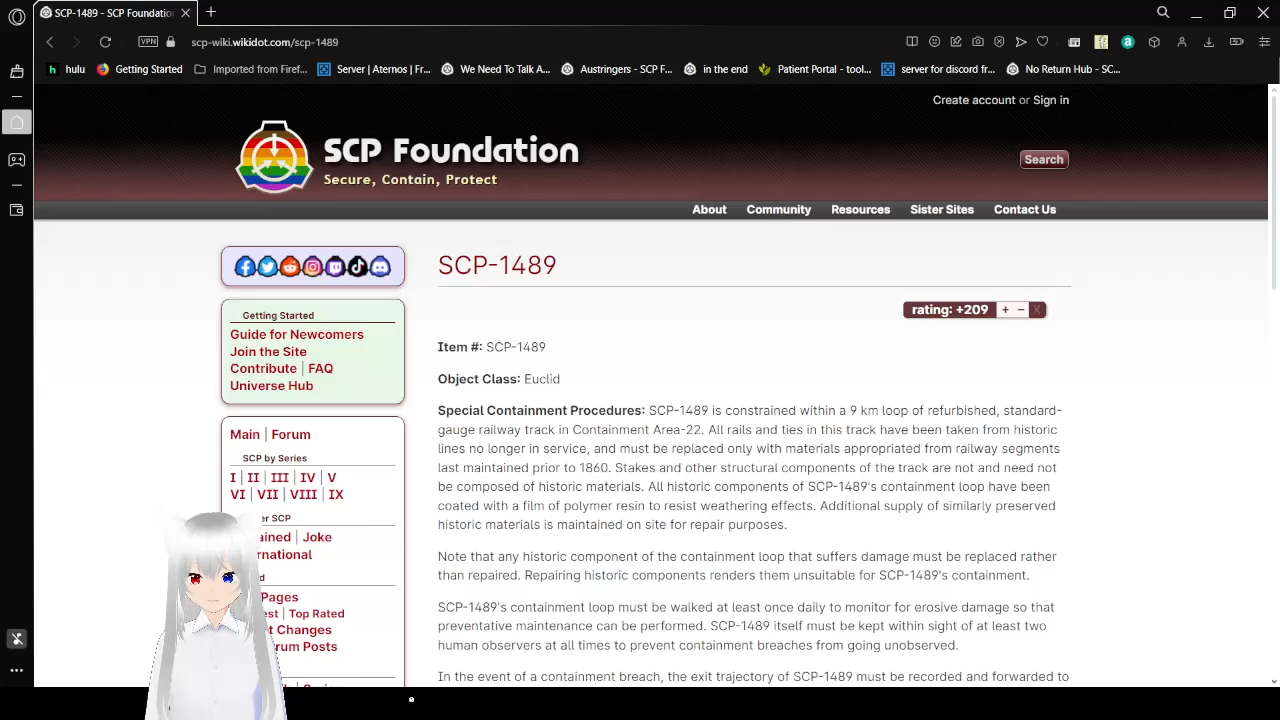 SCP-1489 - SCP Foundatio
scp-wiki.wikidot.com/scp-1489
VPN
hulu
Getting Started
Imported from Firef...
Server | Aternos | Fr...
We Need To Talk A...
Austringers - SCP F...
in the end
Patient Portal - tool...
server for discord fr...
No Return Hub - SC...
Create account or Sign in
SCP Foundation
Secure, Contain, Protect
Search
About
Community
Resources
Sister Sites
Contact Us
Getting Started
Guide for Newcomers
Join the Site
Contribute | FAQ
Universe Hub
Main | Forum
SCP by Series
I | II | III | IV | V
VI | VII | VIII | IX
er SCP
ained | Joke
rnational
d
Pages
est | Top Rated
t Changes
rum Posts
SCP-1489
rating: +209 + – X
Item #: SCP-1489
Object Class: Euclid
Special Containment Procedures: SCP-1489 is constrained within a 9 km loop of refurbished, standard-
gauge railway track in Containment Area-22. All rails and ties in this track have been taken from historic
lines no longer in service, and must be replaced only with materials appropriated from railway segments
last maintained prior to 1860. Stakes and other structural components of the track are not and need not
be composed of historic materials. All historic components of SCP-1489's containment loop have been
coated with a film of polymer resin to resist weathering effects. Additional supply of similarly preserved
historic materials is maintained on site for repair purposes.
Note that any historic component of the containment loop that suffers damage must be replaced rather
than repaired. Repairing historic components renders them unsuitable for SCP-1489's containment.
SCP-1489's containment loop must be walked at least once daily to monitor for erosive damage so that
preventative maintenance can be performed. SCP-1489 itself must be kept within sight of at least two
human observers at all times to prevent containment breaches from going unobserved.
In the event of a containment breach, the exit trajectory of SCP-1489 must be recorded and forwarded to